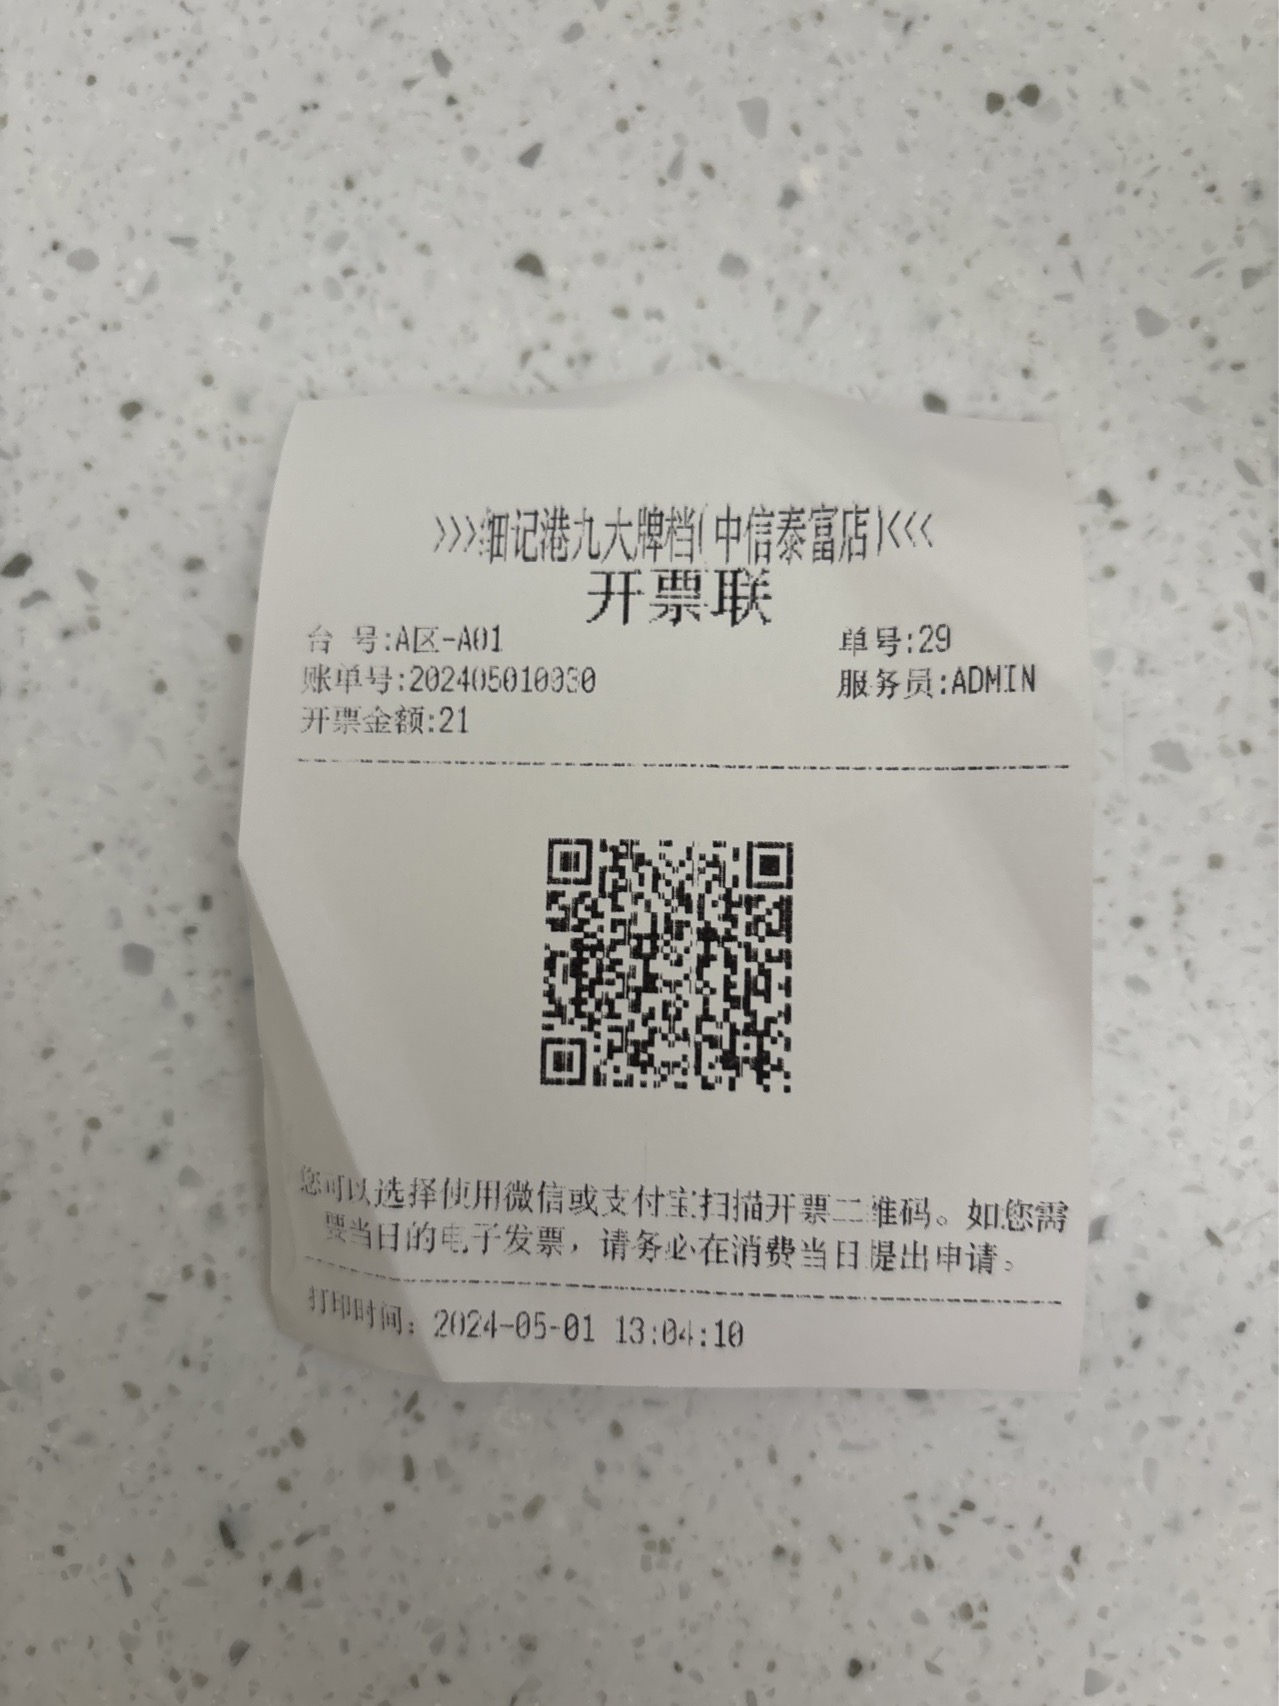 >>>细记港九大牌档(中信泰富店)<<<
开票联
台 号:A区-A01 单号:29
账单号:202405010030 服务员:ADMIN
开票金额:21
您可以选择使用微信或支付宝扫描开票二维码。如您需
要当日的电子发票，请务必在消费当日提出申请。
打印时间：2024-05-01 13:04:10